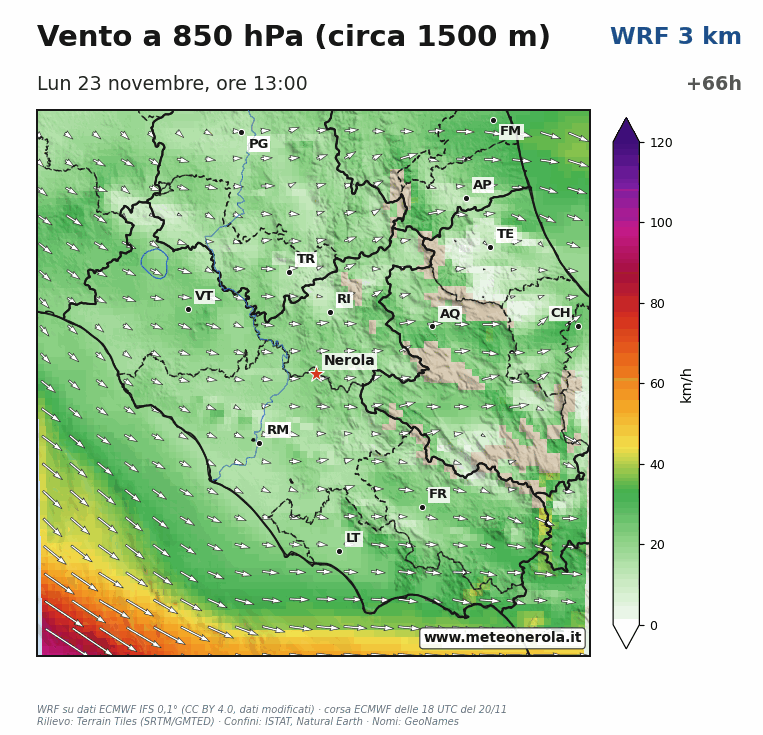 Vento a 850 hPa (circa 1500 m)
WRF 3 km
Lun 23 novembre, ore 13:00
+66h
PG
FM
AP
TE
TR
VT
RI
AQ
CH
Nerola
RM
FR
LT
www.meteonerola.it
120
100
80
60
40
20
0
km/h
WRF su dati ECMWF IFS 0,1° (CC BY 4.0, dati modificati) · corsa ECMWF delle 18 UTC del 20/11
Rilievo: Terrain Tiles (SRTM/GMTED) · Confini: ISTAT, Natural Earth · Nomi: GeoNames